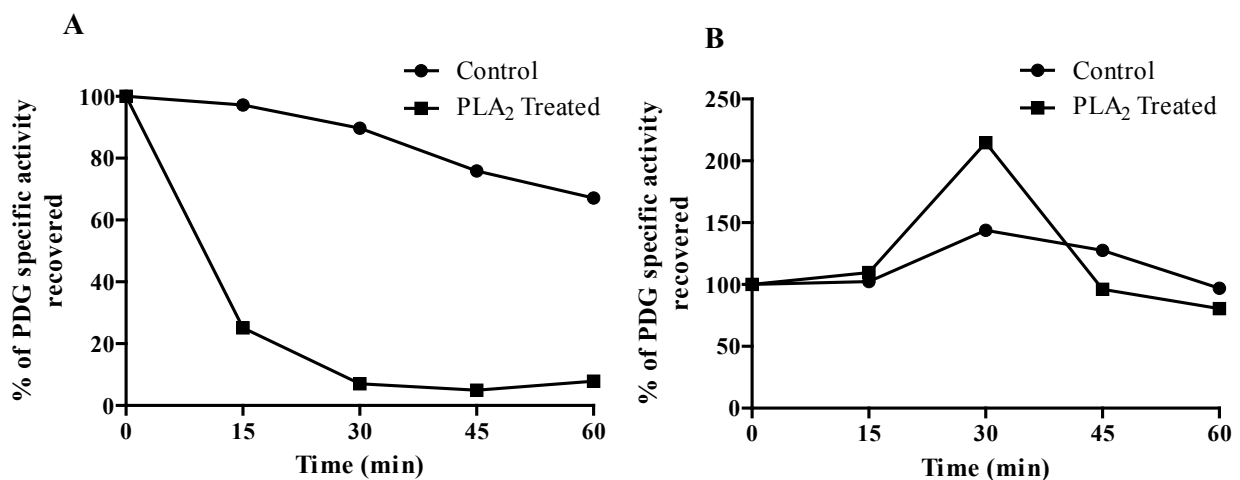 A
Control
PLA₂ Treated
% of PDG specific activity
recovered
100
80
60
40
20
0
0 15 30 45 60
Time (min)
B
Control
PLA₂ Treated
% of PDG specific activity
recovered
250
200
150
100
50
0
0 15 30 45 60
Time (min)